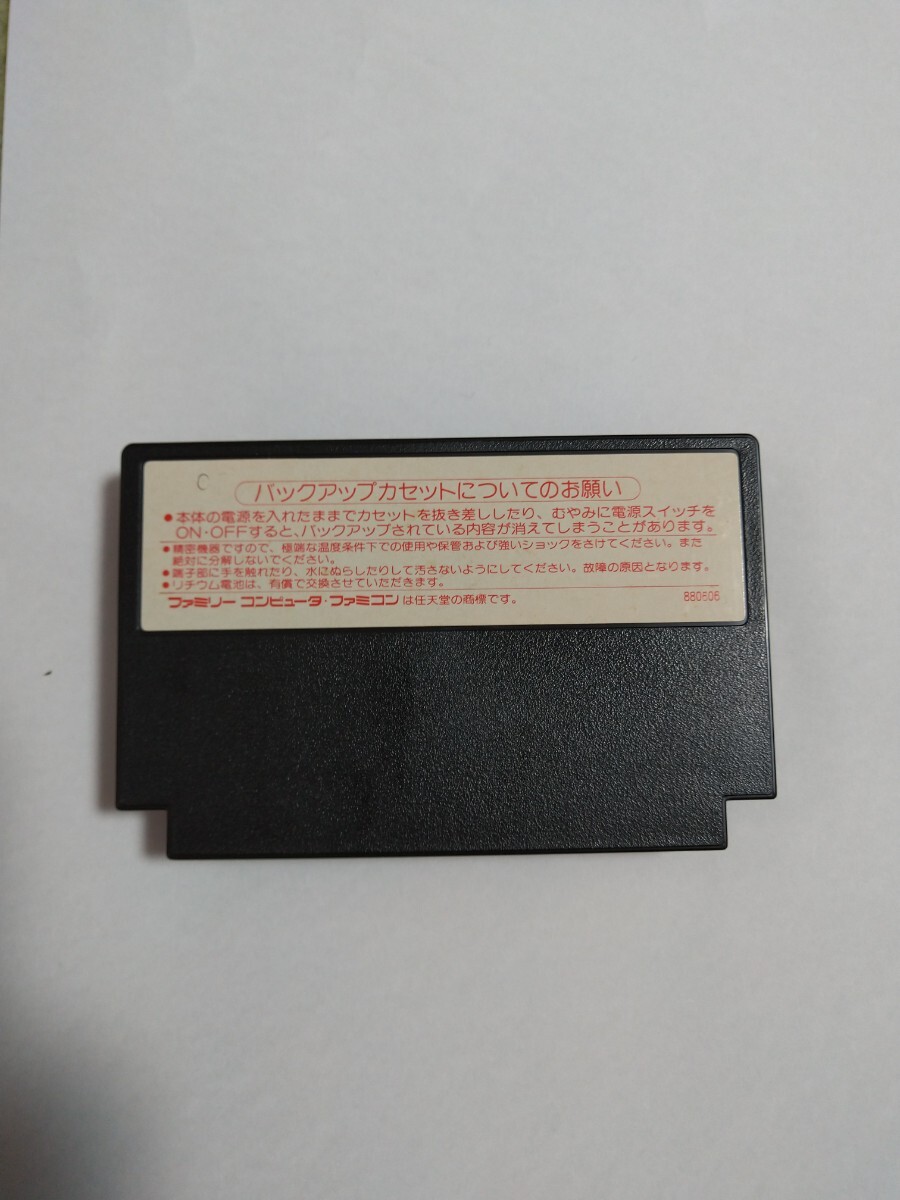 バックアップカセットについてのお願い
●本体の電源を入れたままでカセットを抜き差ししたり、むやみに電源スイッチを
ON・OFFすると、バックアップされている内容が消えてしまうことがあります。
●精密機器ですので、極端な温度条件下での使用や保管および強いショックをさけてください。また
絶対に分解しないでください。
●端子部に手を触れたり、水にぬらしたりして汚さないようにしてください。故障の原因となります。
●リチウム電池は、有償で交換させていただきます。
ファミリー コンピュータ・ファミコンは任天堂の商標です。 880606